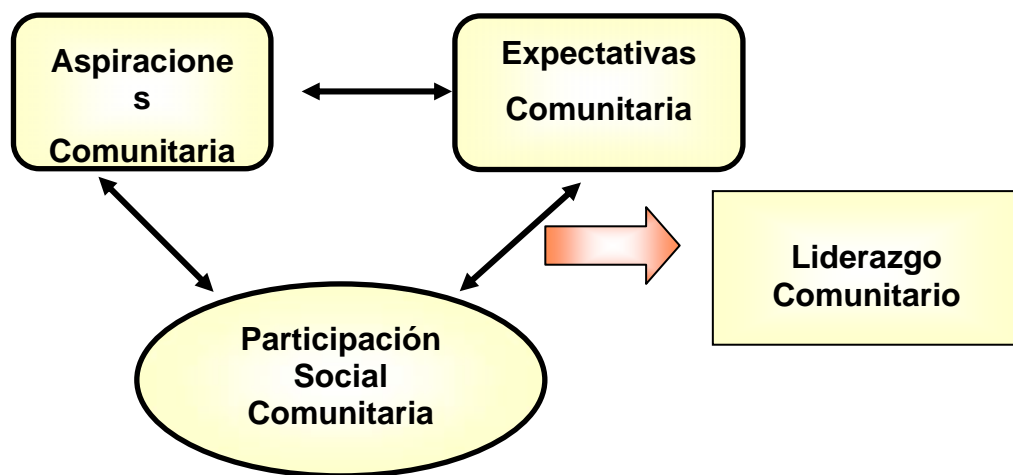 Aspiracione
s
Comunitaria
Expectativas
Comunitaria
Liderazgo
Comunitario
Participación
Social
Comunitaria